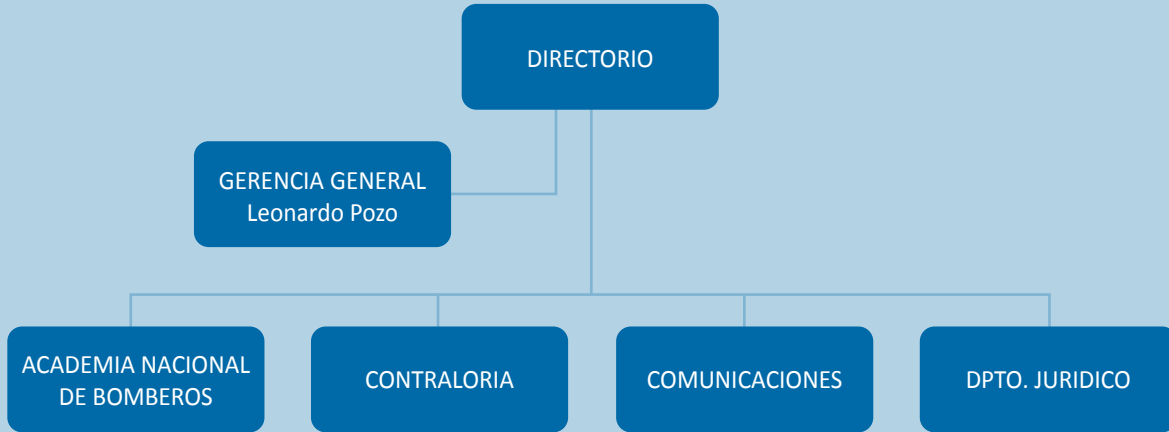 DIRECTORIO
GERENCIA GENERAL
Leonardo Pozo
ACADEMIA NACIONAL
DE BOMBEROS
CONTRALORIA
COMUNICACIONES
DPTO. JURIDICO